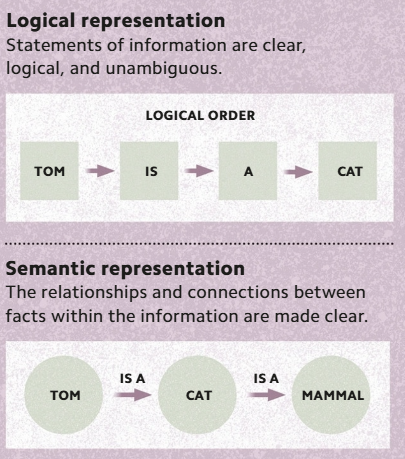 Logical representation
Statements of information are clear,
logical, and unambiguous.
LOGICAL ORDER
TOM IS A CAT
Semantic representation
The relationships and connections between
facts within the information are made clear.
IS A IS A
TOM CAT MAMMAL